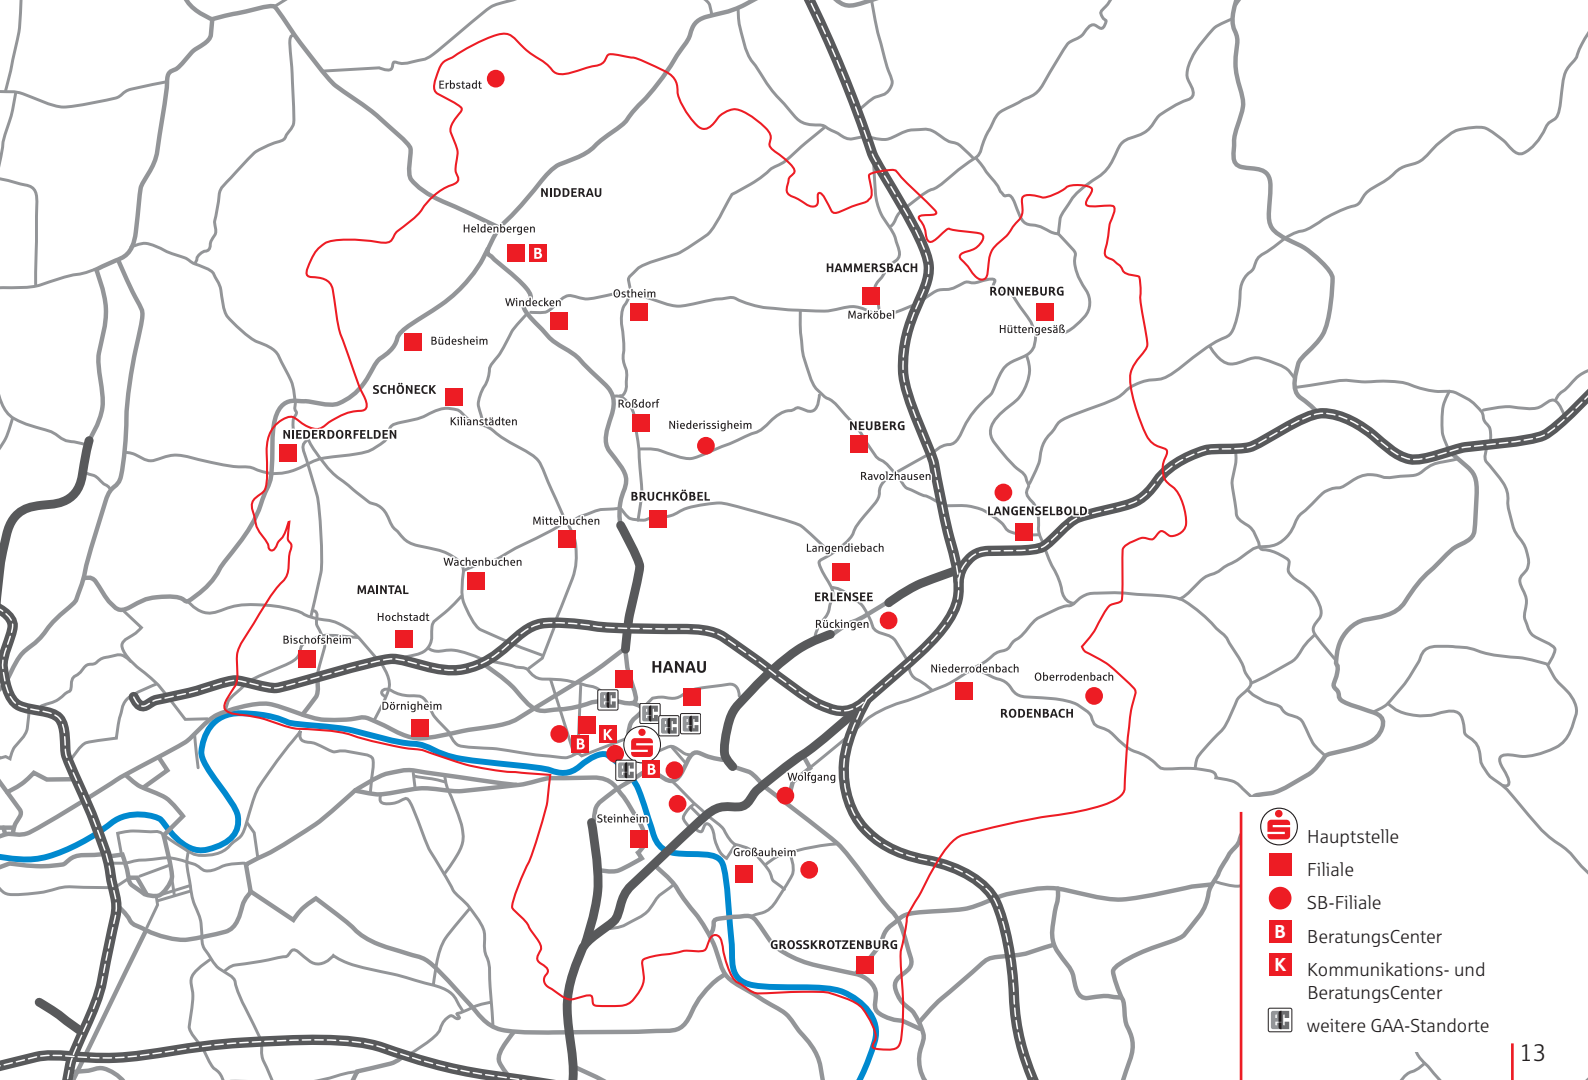 Erbstadt
NIDDERAU
Heldenbergen
B
HAMMERSBACH
RONNEBURG
Windecken
Ostheim
Marköbel
Hüttengesäß
Büdesheim
SCHÖNECK
Kilianstädten
Roßdorf
Niederissigheim
NEUBERG
NIEDERDORFELDEN
Ravolzhausen
BRUCHKÖBEL
LANGENSELBOLD
Mittelbuchen
Langendiebach
Wachenbuchen
MAINTAL
ERLENSEE
Hochstadt
Rückingen
Bischofsheim
HANAU
Niederrodenbach
Oberrodenbach
Dörnigheim
RODENBACH
K
B
B
Wolfgang
Steinheim
Großauheim
GROSSKROTZENBURG
Hauptstelle
Filiale
SB-Filiale
B BeratungsCenter
K Kommunikations- und
BeratungsCenter
weitere GAA-Standorte
13